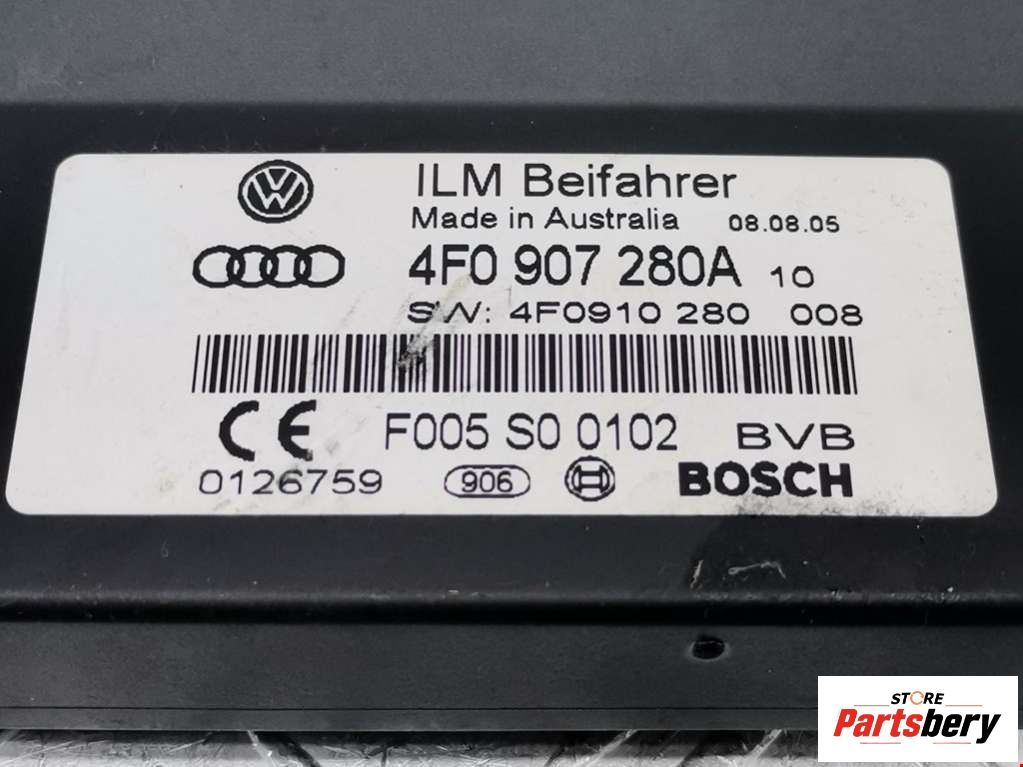 ILM Beifahrer
Made in Australia 08.08.05
4F0 907 280A 10
SW: 4F0910 280 008
CE F005 S0 0102 BVB
0126759 906 BOSCH
STORE
Partsbery